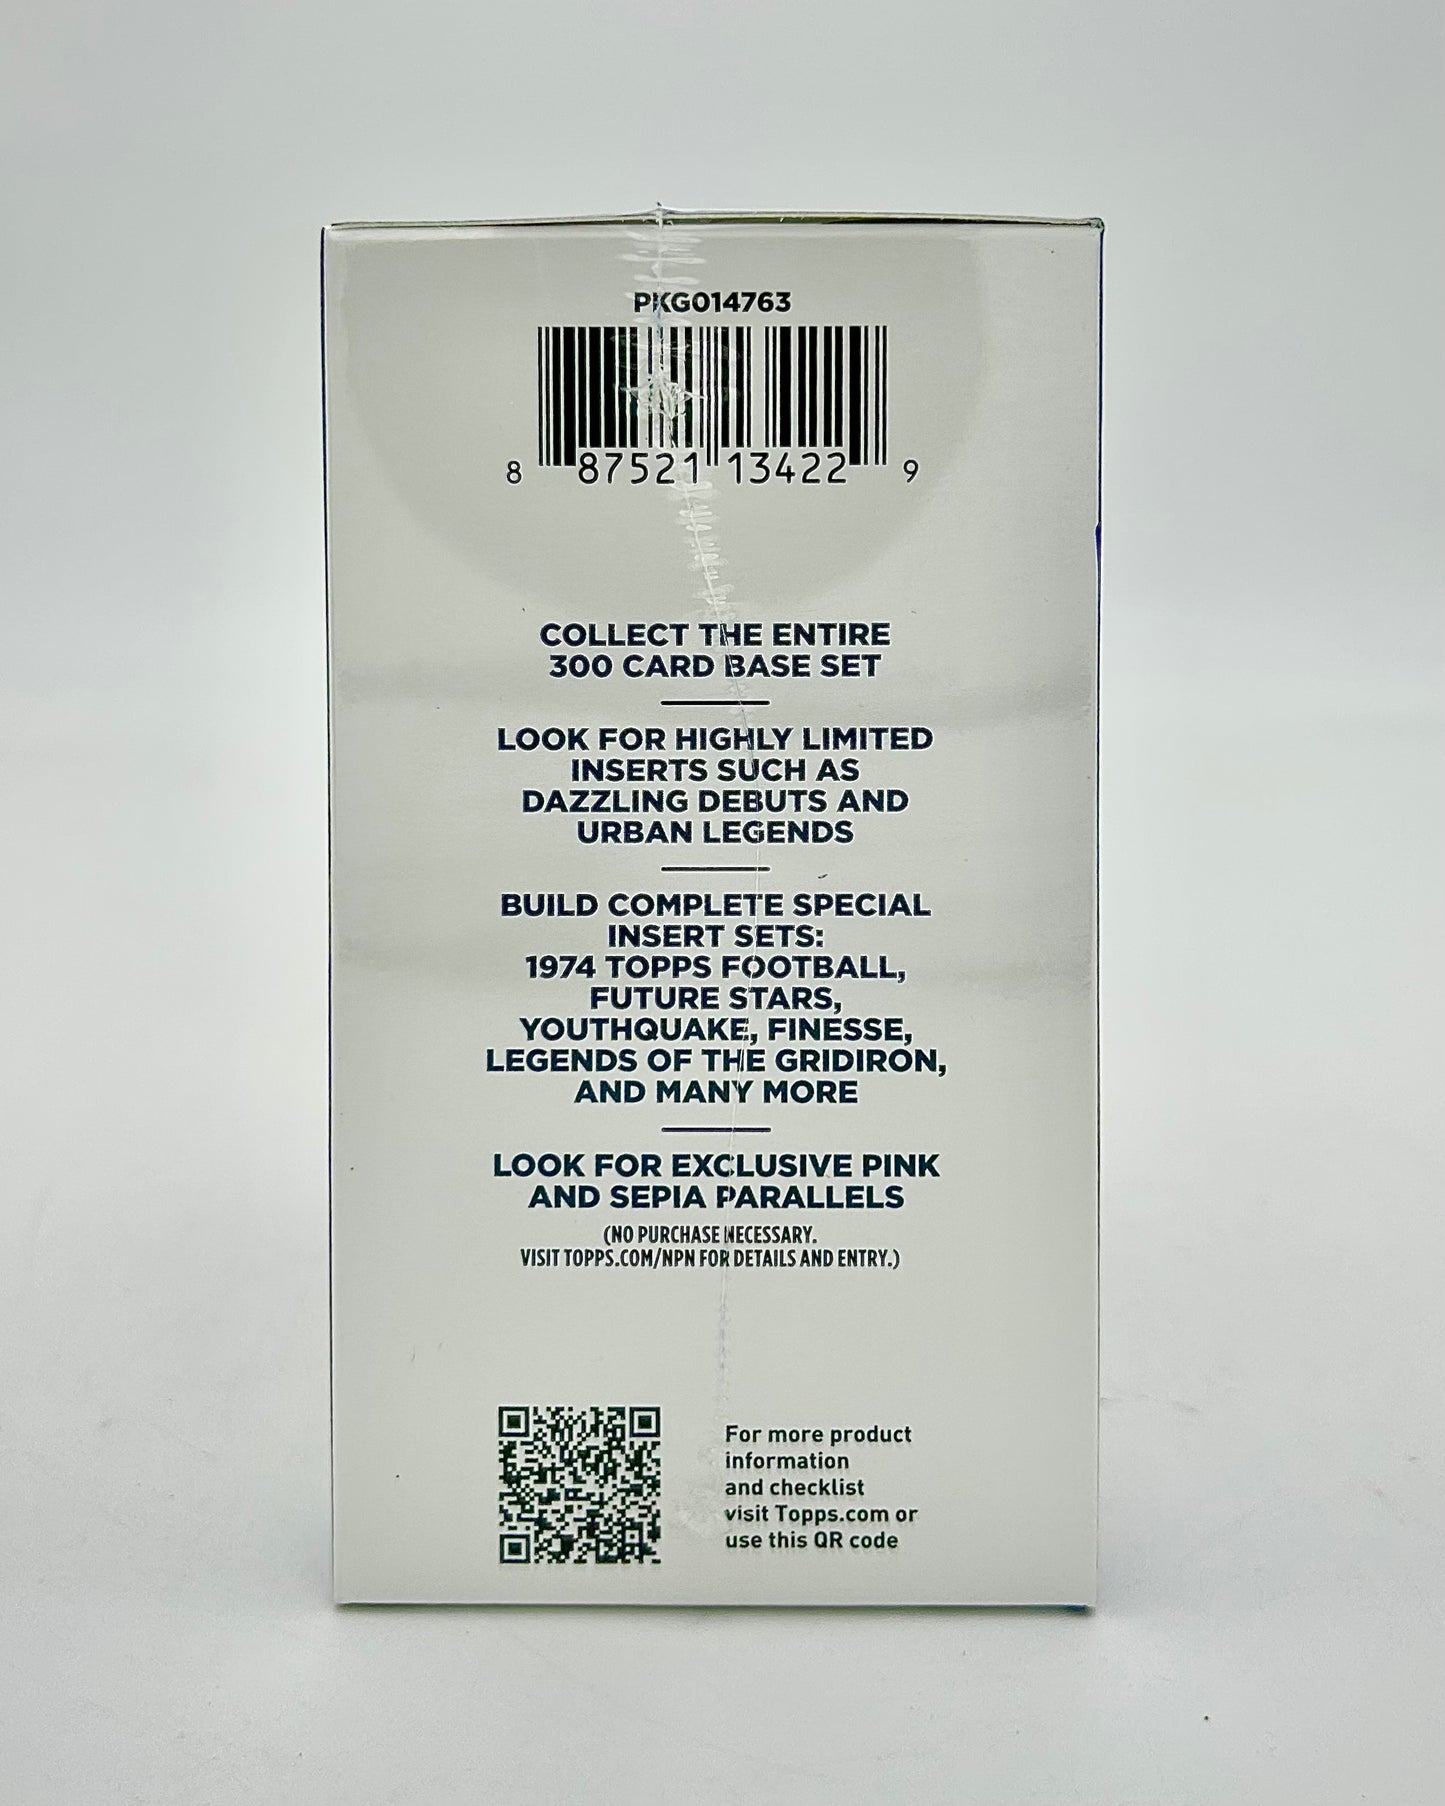 PKG014763
8 87521 13422 9
COLLECT THE ENTIRE
300 CARD BASE SET
LOOK FOR HIGHLY LIMITED
INSERTS SUCH AS
DAZZLING DEBUTS AND
URBAN LEGENDS
BUILD COMPLETE SPECIAL
INSERT SETS:
1974 TOPPS FOOTBALL,
FUTURE STARS,
YOUTHQUAKE, FINESSE,
LEGENDS OF THE GRIDIRON,
AND MANY MORE
LOOK FOR EXCLUSIVE PINK
AND SEPIA PARALLELS
(NO PURCHASE NECESSARY.
VISIT TOPPS.COM/NPN FOR DETAILS AND ENTRY.)
For more product
information
and checklist
visit Topps.com or
use this QR code